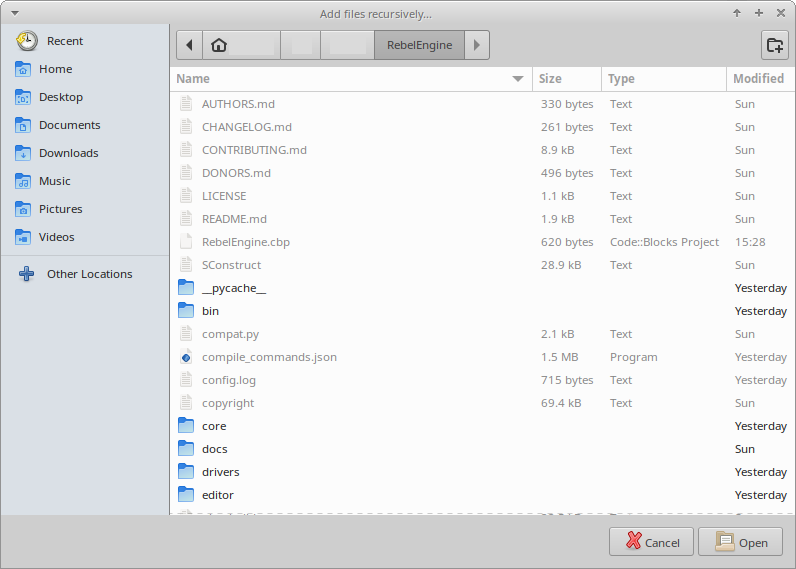 Add files recursively...
Recent
Home
Desktop
Documents
Downloads
Music
Pictures
Videos
Other Locations
RebelEngine
Name Size Type Modified
AUTHORS.md 330 bytes Text Sun
CHANGELOG.md 261 bytes Text Sun
CONTRIBUTING.md 8.9 kB Text Sun
DONORS.md 496 bytes Text Sun
LICENSE 1.1 kB Text Sun
README.md 1.9 kB Text Sun
RebelEngine.cbp 620 bytes Code::Blocks Project 15:28
SConstruct 28.9 kB Text Sun
__pycache__ Yesterday
bin Yesterday
compat.py 2.1 kB Text Sun
compile_commands.json 1.5 MB Program Yesterday
config.log 715 bytes Text Yesterday
copyright 69.4 kB Text Sun
core Yesterday
docs Sun
drivers Yesterday
editor Yesterday
Cancel Open